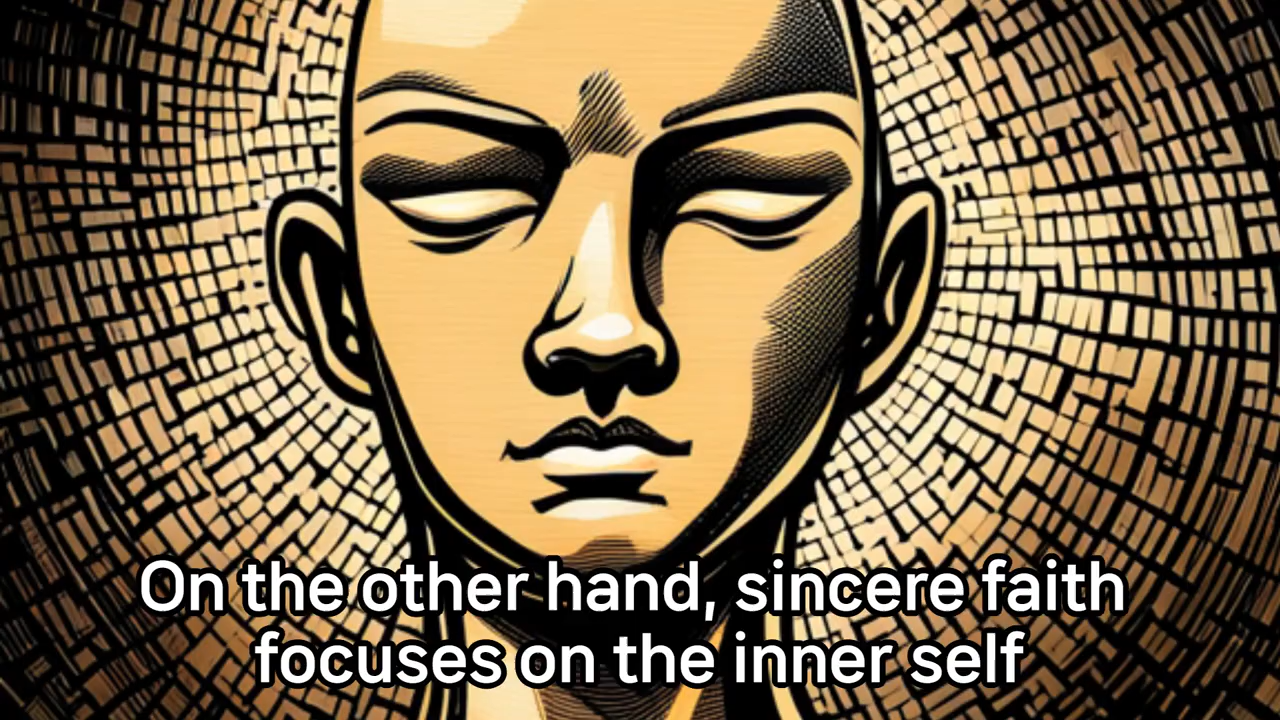 On the other hand, sincere faith
focuses on the inner self